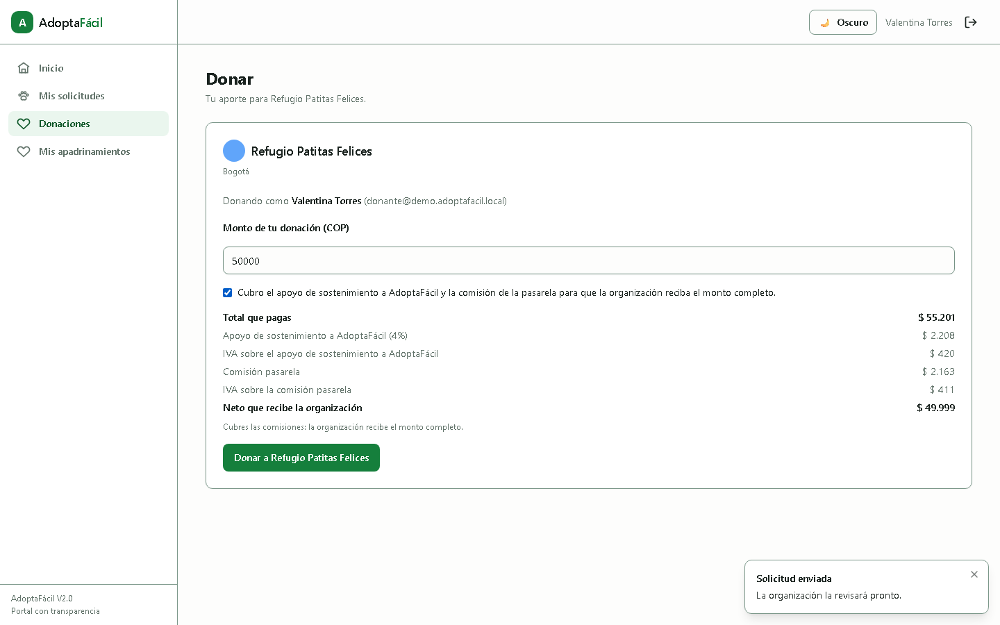 A AdoptaFácil
Oscuro
Valentina Torres
Inicio
Mis solicitudes
Donaciones
Mis apadrinamientos
Donar
Tu aporte para Refugio Patitas Felices.
Refugio Patitas Felices
Bogotá
Donando como Valentina Torres (donante@demo.adoptafacil.local)
Monto de tu donación (COP)
50000
Cubro el apoyo de sostenimiento a AdoptaFácil y la comisión de la pasarela para que la organización reciba el monto completo.
Total que pagas $ 55.201
Apoyo de sostenimiento a AdoptaFácil (4%) $ 2.208
IVA sobre el apoyo de sostenimiento a AdoptaFácil $ 420
Comisión pasarela $ 2.163
IVA sobre la comisión pasarela $ 411
Neto que recibe la organización $ 49.999
Cubres las comisiones: la organización recibe el monto completo.
Donar a Refugio Patitas Felices
Solicitud enviada
La organización la revisará pronto.
AdoptaFácil V2.0
Portal con transparencia